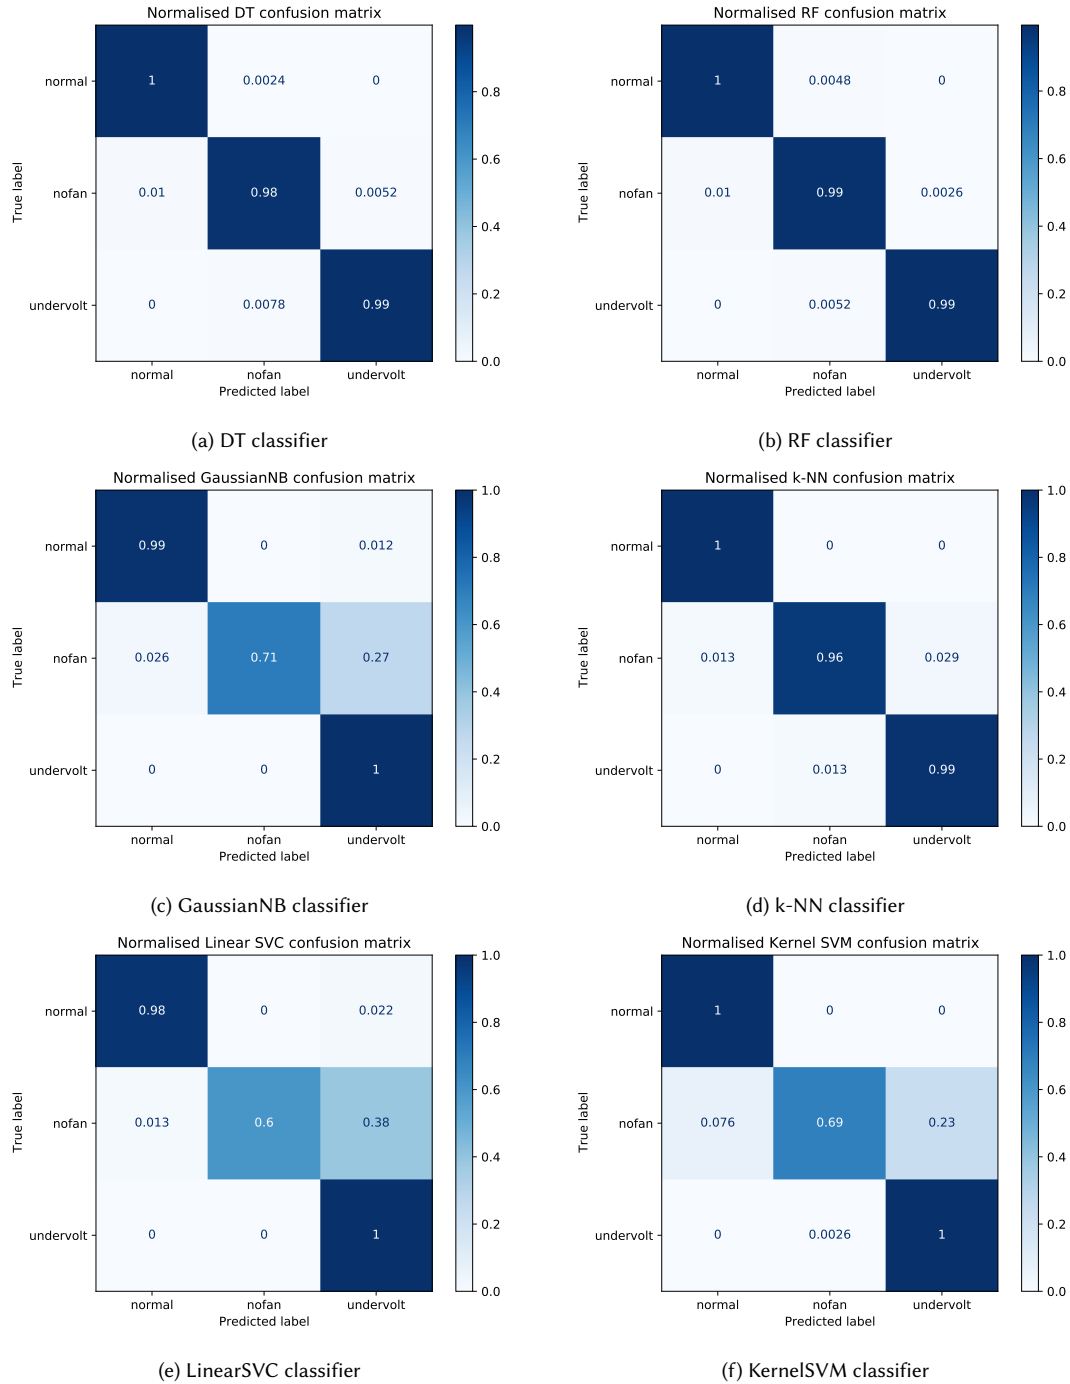 Normalised DT confusion matrix
True label
normal
1
0.0024
0
nofan
0.01
0.98
0.0052
undervolt
0
0.0078
0.99
normal
nofan
undervolt
Predicted label
0.8
0.6
0.4
0.2
0.0
(a) DT classifier
Normalised RF confusion matrix
True label
normal
1
0.0048
0
nofan
0.01
0.99
0.0026
undervolt
0
0.0052
0.99
normal
nofan
undervolt
Predicted label
0.8
0.6
0.4
0.2
0.0
(b) RF classifier
Normalised GaussianNB confusion matrix
True label
normal
0.99
0
0.012
nofan
0.026
0.71
0.27
undervolt
0
0
1
normal
nofan
undervolt
Predicted label
1.0
0.8
0.6
0.4
0.2
0.0
(c) GaussianNB classifier
Normalised k-NN confusion matrix
True label
normal
1
0
0
nofan
0.013
0.96
0.029
undervolt
0
0.013
0.99
normal
nofan
undervolt
Predicted label
1.0
0.8
0.6
0.4
0.2
0.0
(d) k-NN classifier
Normalised Linear SVC confusion matrix
True label
normal
0.98
0
0.022
nofan
0.013
0.6
0.38
undervolt
0
0
1
normal
nofan
undervolt
Predicted label
1.0
0.8
0.6
0.4
0.2
0.0
(e) LinearSVC classifier
Normalised Kernel SVM confusion matrix
True label
normal
1
0
0
nofan
0.076
0.69
0.23
undervolt
0
0.0026
1
normal
nofan
undervolt
Predicted label
1.0
0.8
0.6
0.4
0.2
0.0
(f) KernelSVM classifier